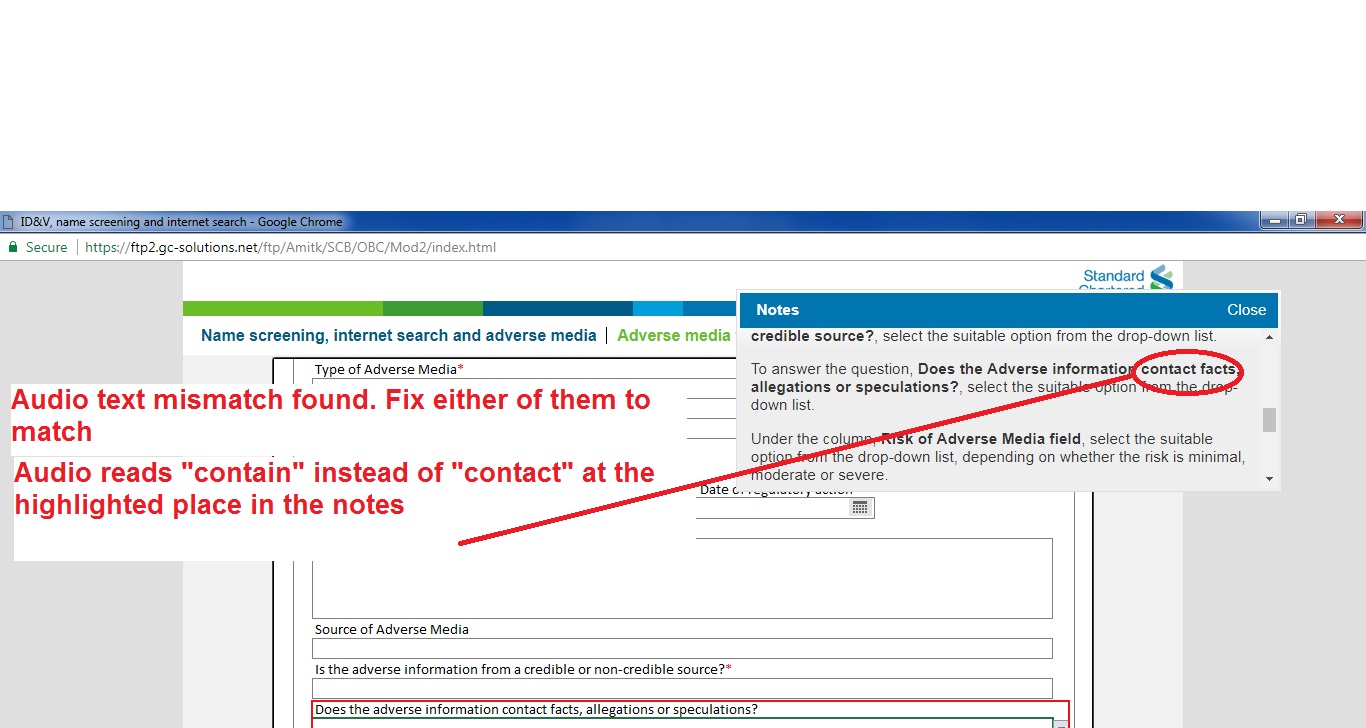 ID&V, name screening and internet search - Google Chrome
Secure https://ftp2.gc-solutions.net/ftp/Amitk/SCB/OBC/Mod2/index.html
Standard
Chartered
Name screening, internet search and adverse media | Adverse media
Notes Close
credible source?, select the suitable option from the drop-down list.
To answer the question, Does the Adverse information contact facts,
allegations or speculations?, select the suitable option from the drop-
down list.
Under the column, Risk of Adverse Media field, select the suitable
option from the drop-down list, depending on whether the risk is minimal,
moderate or severe.
Type of Adverse Media*
Audio text mismatch found. Fix either of them to
match
Audio reads "contain" instead of "contact" at the
highlighted place in the notes
Date of regulatory action
Source of Adverse Media
Is the adverse information from a credible or non-credible source?*
Does the adverse information contact facts, allegations or speculations?